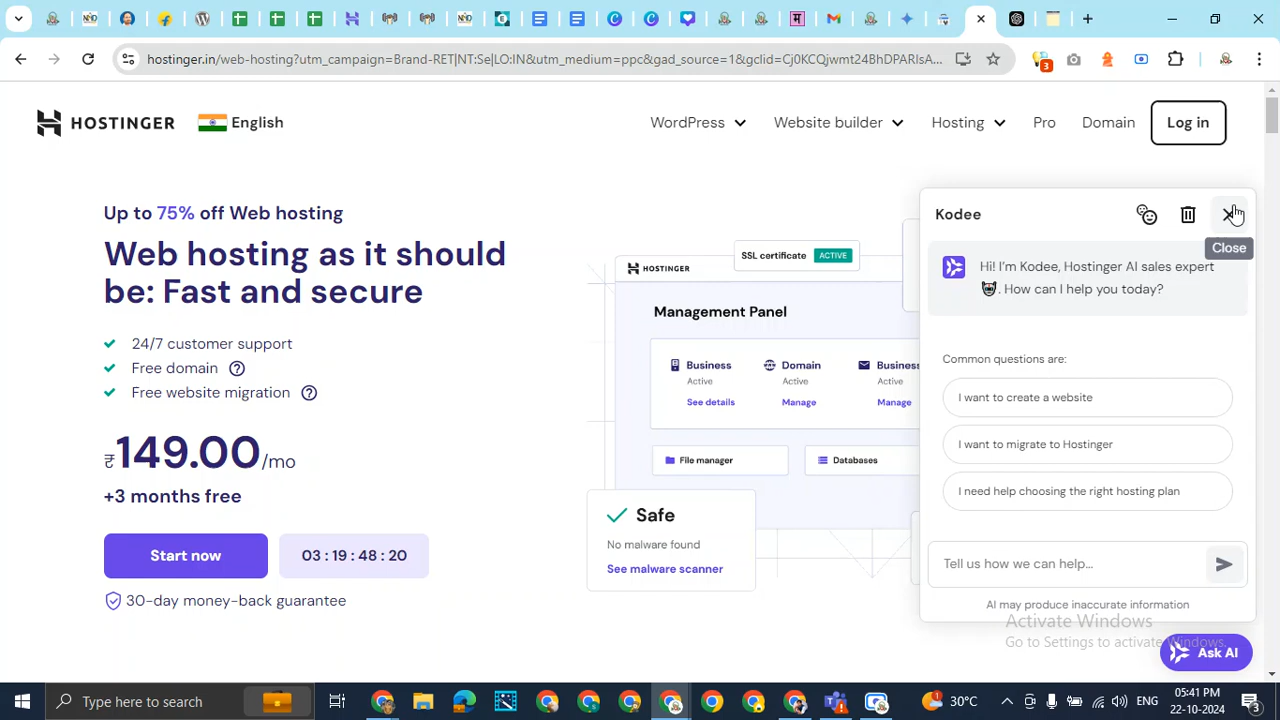 hostinger.in/web-hosting?utm_campaign=Brand-RET|NT:Se|LO:IN&utm_medium=ppc&gad_source=1&gclid=Cj0KCQjwmt24BhDPARIsA...
3
HOSTINGER
English
WordPress
Website builder
Hosting
Pro
Domain
Log in
Up to 75% off Web hosting
Web hosting as it should
be: Fast and secure
24/7 customer support
Free domain
Free website migration
₹149.00/mo
+3 months free
Start now
03 : 19 : 48 : 20
30-day money-back guarantee
SSL certificate ACTIVE
HOSTINGER
Management Panel
Business
Active
See details
Domain
Active
Manage
Business
Active
Manage
File manager
Databases
Safe
No malware found
See malware scanner
Kodee
Close
Hi! I'm Kodee, Hostinger AI sales expert
. How can I help you today?
Common questions are:
I want to create a website
I want to migrate to Hostinger
I need help choosing the right hosting plan
Tell us how we can help...
AI may produce inaccurate information
Activate Windows
Go to Settings to activate Windows.
Ask AI
Type here to search
30°C
ENG
05:41 PM
22-10-2024
3